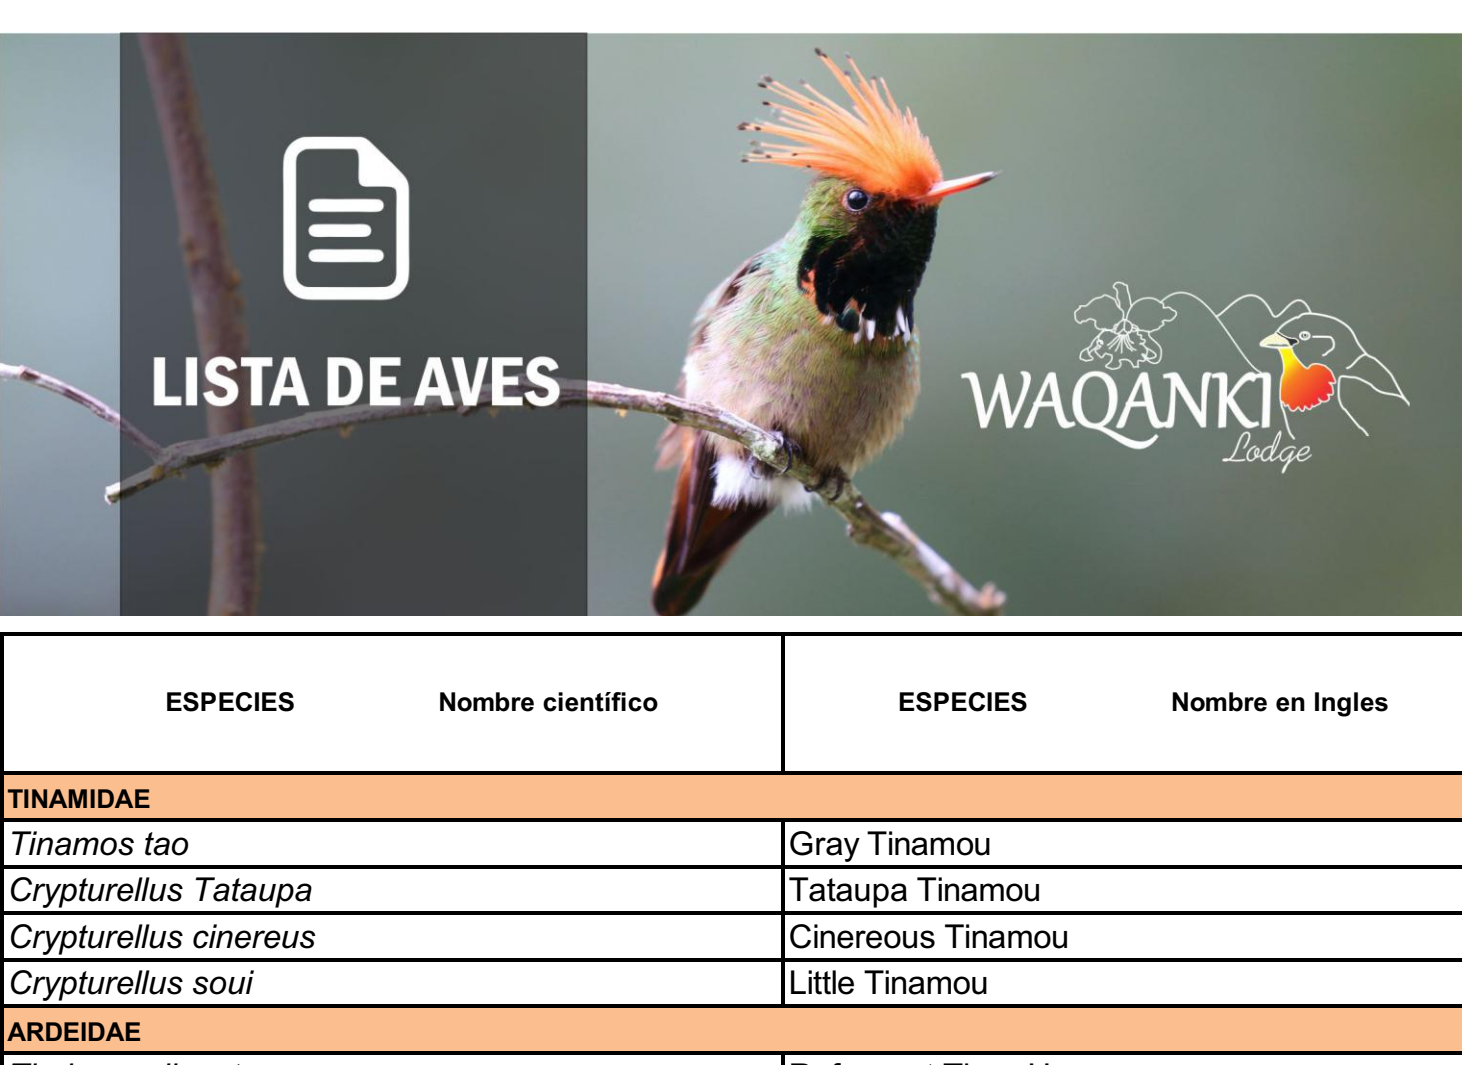 LISTA DE AVES
WAQANKI
Lodge
ESPECIES Nombre científico ESPECIES Nombre en Ingles
TINAMIDAE
Tinamos tao Gray Tinamou
Crypturellus Tataupa Tataupa Tinamou
Crypturellus cinereus Cinereous Tinamou
Crypturellus soui Little Tinamou
ARDEIDAE